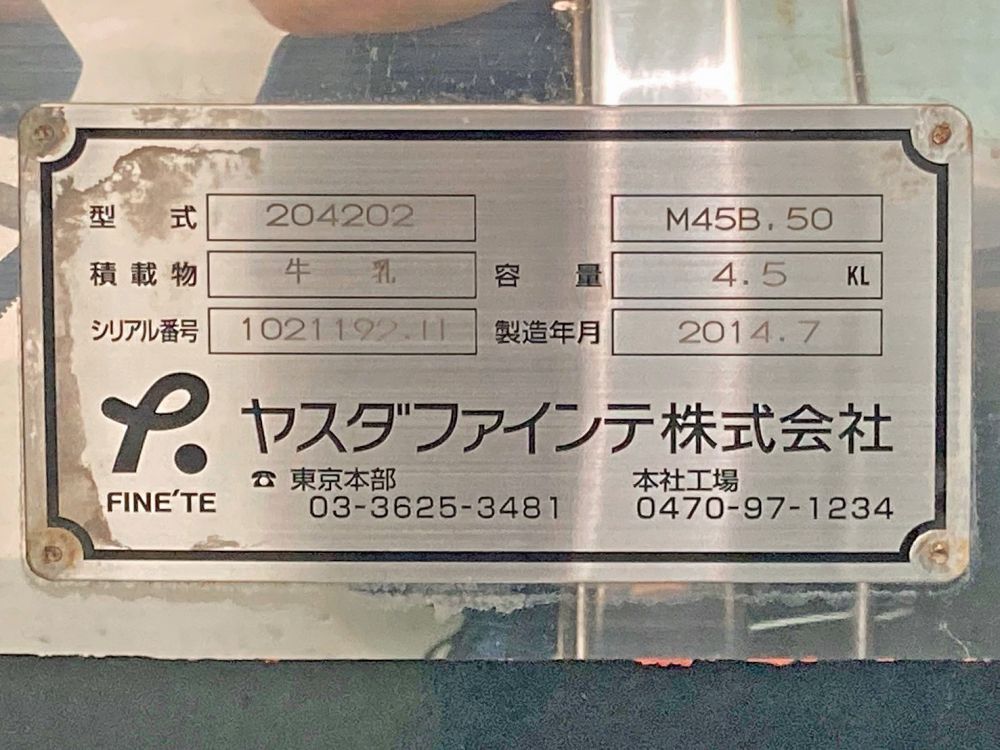 型式 204202 M45B.50
積載物 牛乳 容量 4.5 KL
シリアル番号 1021192.11 製造年月 2014.7
ヤスダファインテ株式会社
FINE'TE
☎ 東京本部 本社工場
03-3625-3481 0470-97-1234